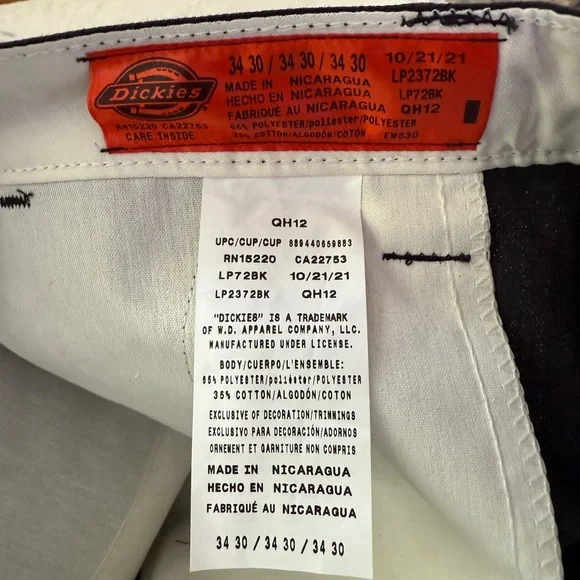 Dickies
RN15220 CA22753
CARE INSIDE
34 30 / 34 30 / 34 30
MADE IN NICARAGUA
HECHO EN NICARAGUA
FABRIQUÉ AU NICARAGUA
65% POLYESTER/poliéster/POLYESTER
35% COTTON/ALGODÓN/COTON
10/21/21
LP2372BK
LP72BK
QH12
FW830
QH12
UPC/CUP/CUP 889440659883
RN15220 CA22753
LP72BK 10/21/21
LP2372BK QH12
"DICKIES" IS A TRADEMARK
OF W.D. APPAREL COMPANY, LLC.
MANUFACTURED UNDER LICENSE.
BODY/CUERPO/L'ENSEMBLE:
65% POLYESTER/poliéster/POLYESTER
35% COTTON/ALGODÓN/COTON
EXCLUSIVE OF DECORATION/TRIMMINGS
EXCLUSIVO PARA DECORACIÓN/ADORNOS
ORNEMENT ET GARNITURE NON COMPRIS
MADE IN NICARAGUA
HECHO EN NICARAGUA
FABRIQUÉ AU NICARAGUA
34 30 / 34 30 / 34 30